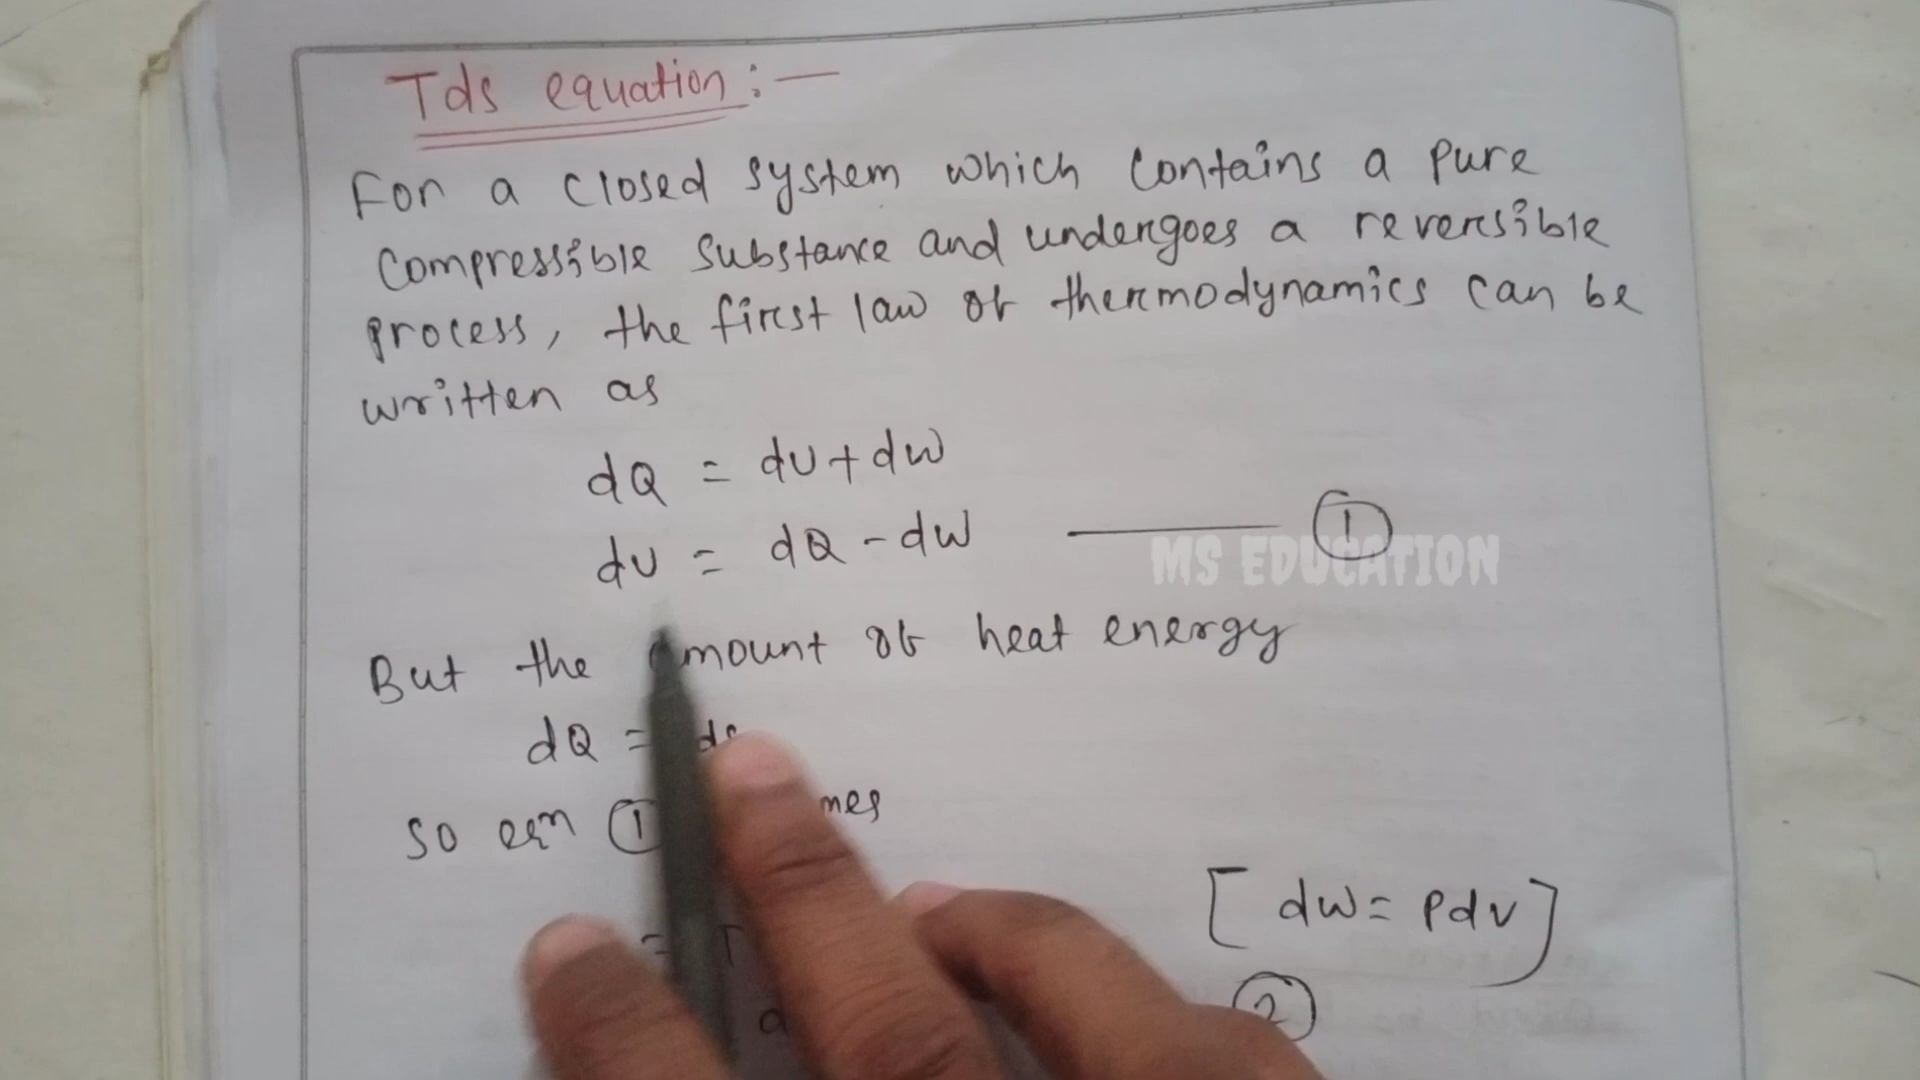 Tds equation :-
For a closed system which contains a pure
compressible substance and undergoes a reversible
process, the first law of thermodynamics can be
written as
dQ = dU + dW
dU = dQ - dW ——— ①
MS EDUCATION
But the amount of heat energy
dQ = ds
So eqn ①
[dw = pdv]
②